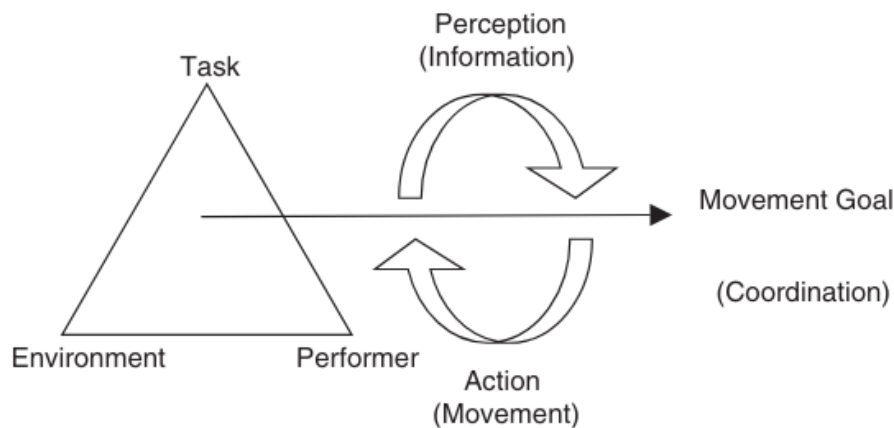 Perception
(Information)
Task
Movement Goal
(Coordination)
Environment
Performer
Action
(Movement)